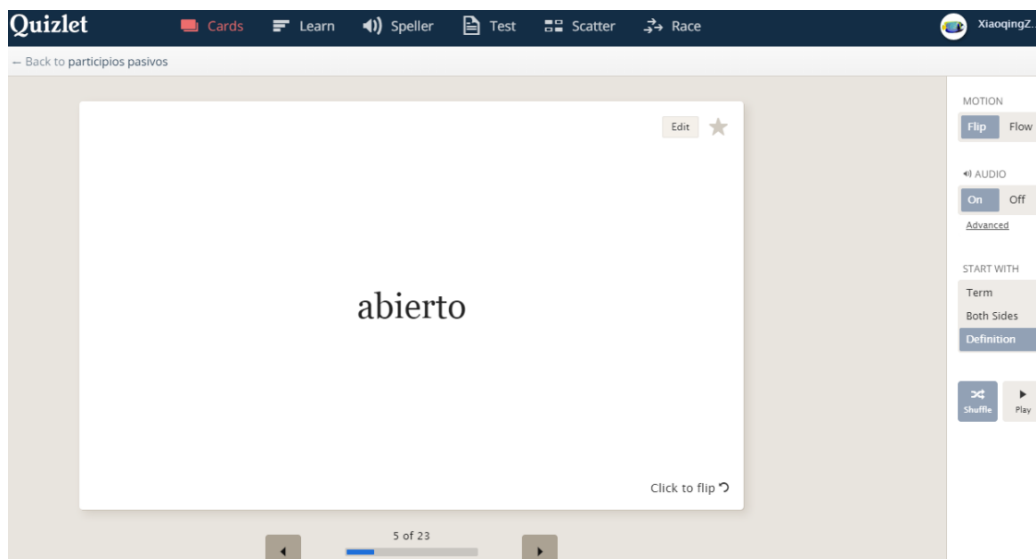 Quizlet Cards Learn Speller Test Scatter Race XiaoqingZ.
← Back to participios pasivos
MOTION
Edit
Flip Flow
AUDIO
On Off
Advanced
START WITH
Term
abierto
Both Sides
Definition
Shuffle Play
Click to flip
5 of 23